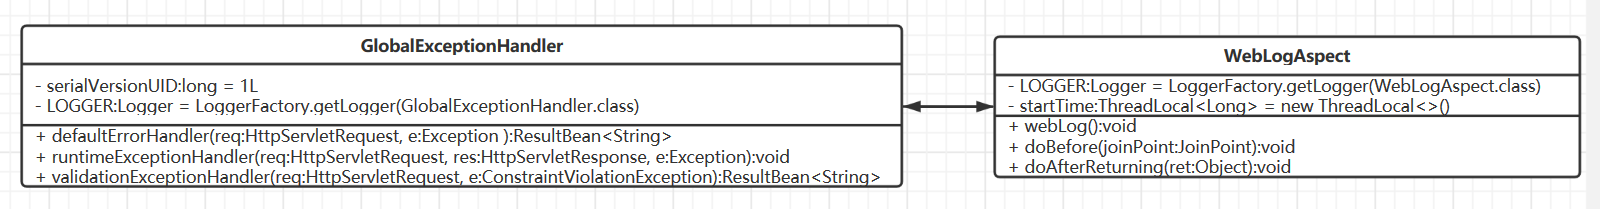 GlobalExceptionHandler
- serialVersionUID:long = 1L
- LOGGER:Logger = LoggerFactory.getLogger(GlobalExceptionHandler.class)
+ defaultErrorHandler(req:HttpServletRequest, e:Exception ):ResultBean<String>
+ runtimeExceptionHandler(req:HttpServletRequest, res:HttpServletResponse, e:Exception):void
+ validationExceptionHandler(req:HttpServletRequest, e:ConstraintViolationException):ResultBean<String>
WebLogAspect
- LOGGER:Logger = LoggerFactory.getLogger(WebLogAspect.class)
- startTime:ThreadLocal<Long> = new ThreadLocal<>()
+ webLog():void
+ doBefore(joinPoint:JoinPoint):void
+ doAfterReturning(ret:Object):void